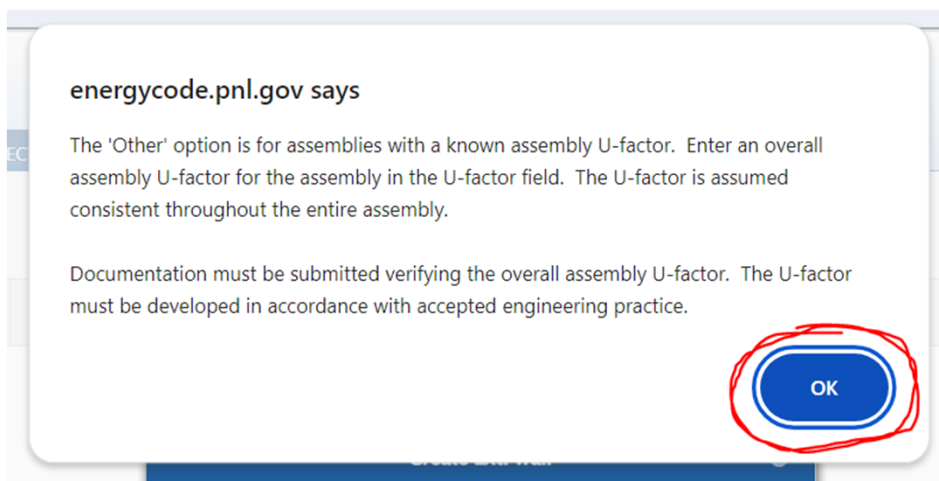 energycode.pnl.gov says
EC
The 'Other' option is for assemblies with a known assembly U-factor.  Enter an overall
assembly U-factor for the assembly in the U-factor field.  The U-factor is assumed
consistent throughout the entire assembly.
Documentation must be submitted verifying the overall assembly U-factor.  The U-factor
must be developed in accordance with accepted engineering practice.
OK